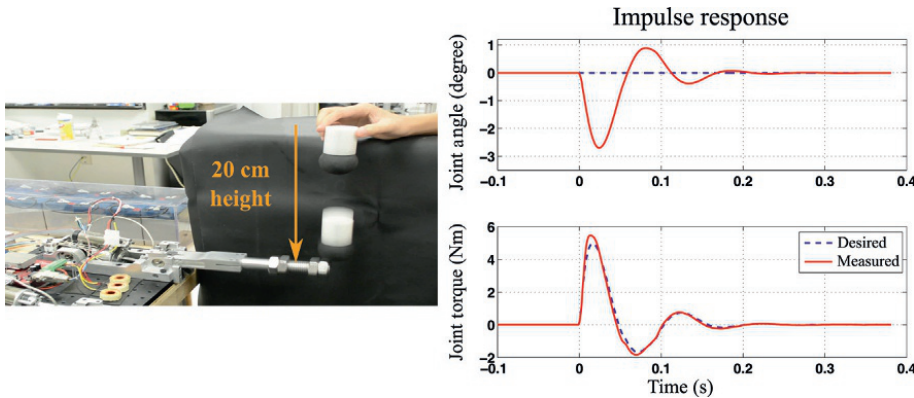 20 cm
height
Impulse response
Joint angle (degree)
1
0
-1
-2
-3
-0.1
0
0.1
0.2
0.3
0.4
Joint torque (Nm)
6
4
2
0
-2
-0.1
0
0.1
0.2
0.3
0.4
Desired
Measured
Time (s)